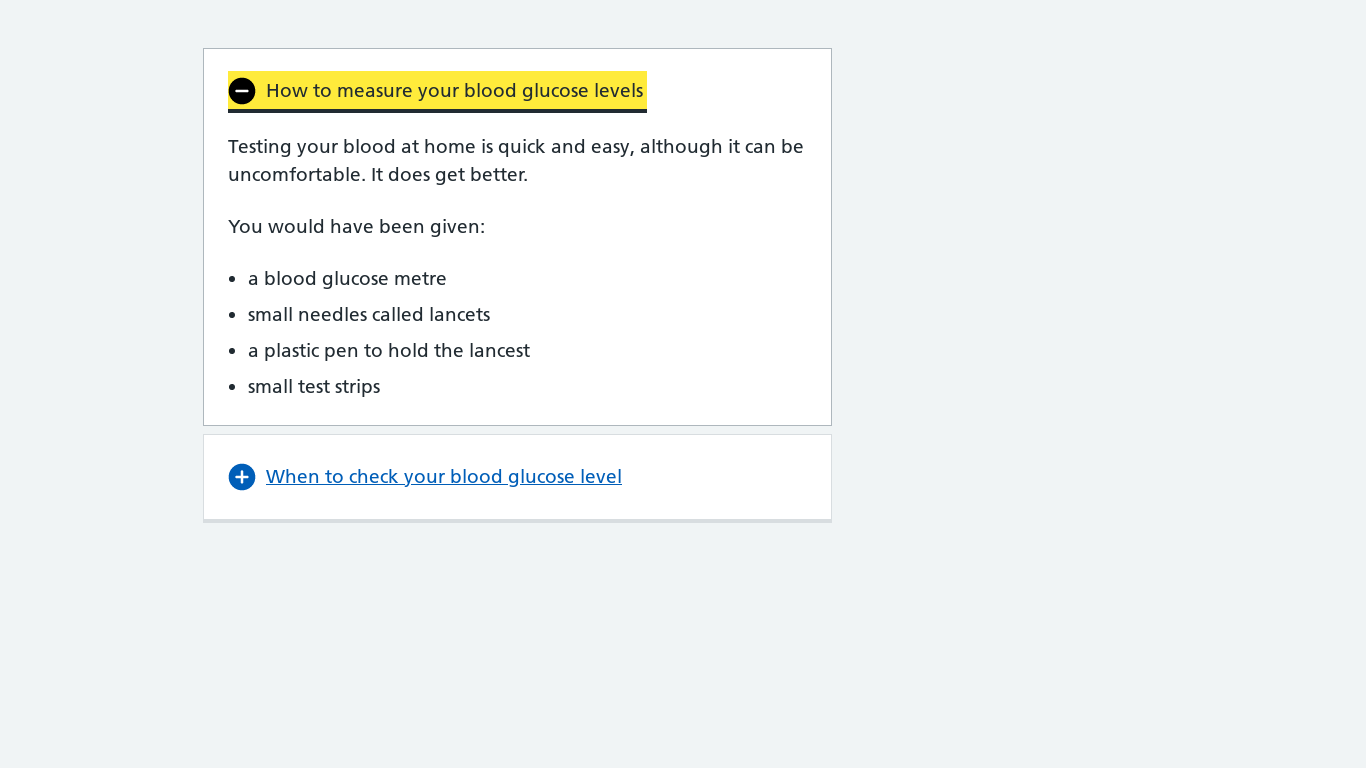 How to measure your blood glucose levels
Testing your blood at home is quick and easy, although it can be
uncomfortable. It does get better.
You would have been given:
• a blood glucose metre
• small needles called lancets
• a plastic pen to hold the lancest
• small test strips
When to check your blood glucose level